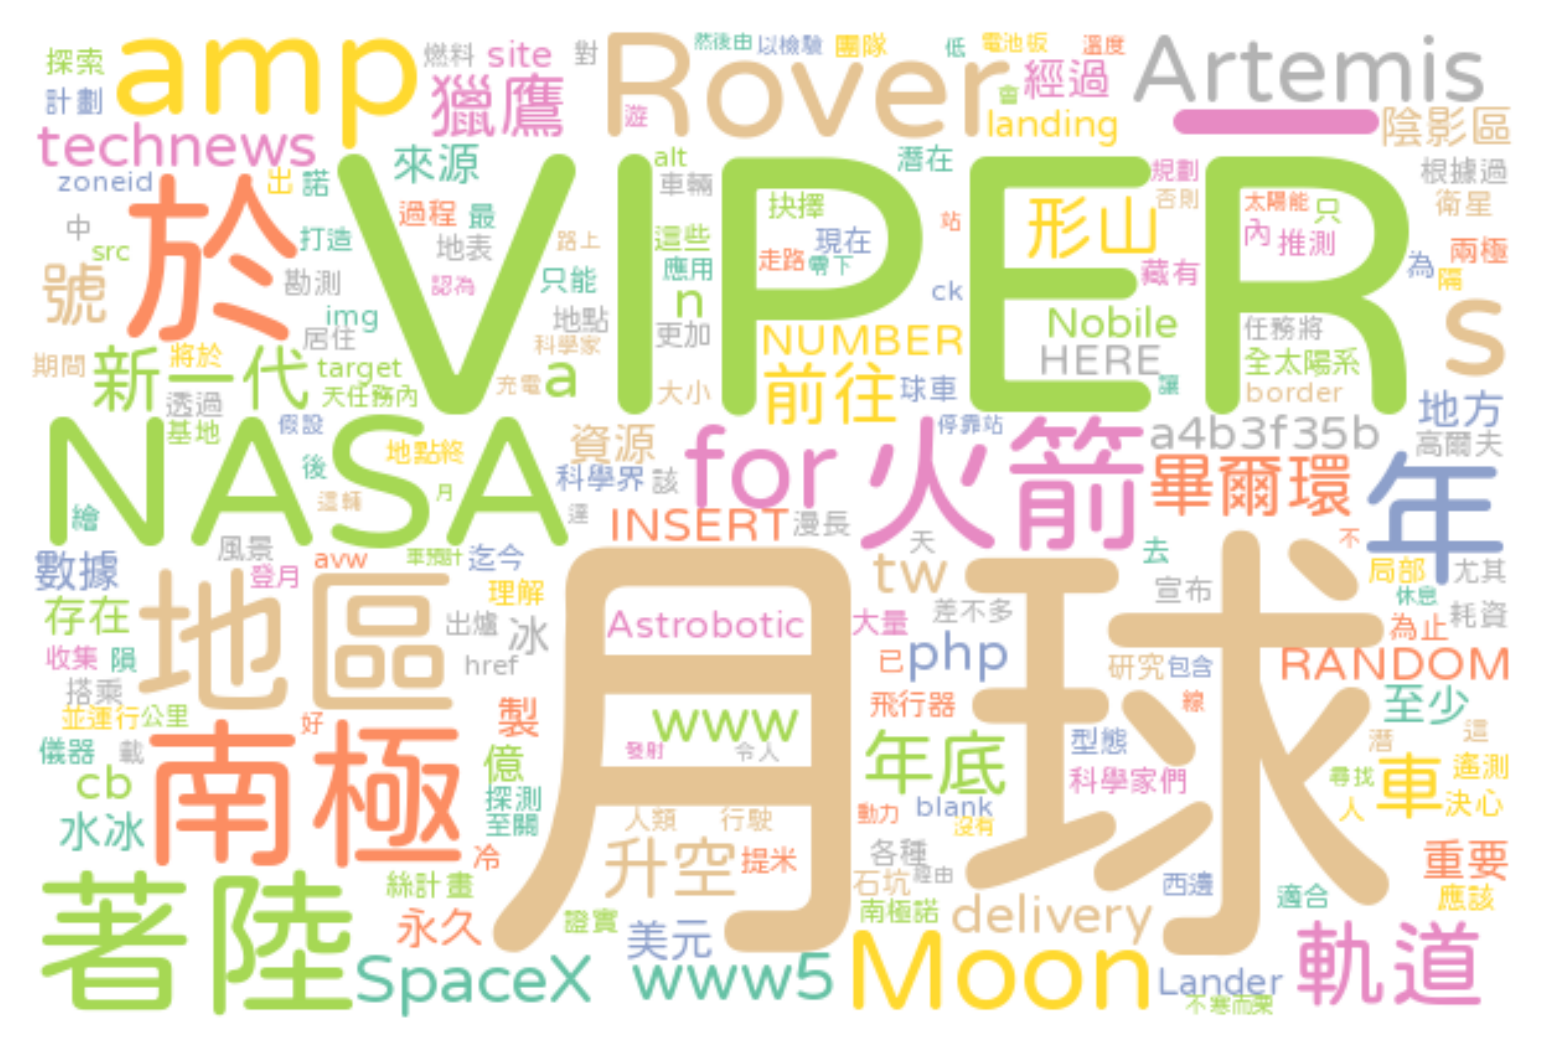 探索
amp
燃料
site
對
Rover
然後由
以檢驗
團隊
低
電池板
溫度
Artemis
計劃
獵鷹
遊
會
經過
landing
陰影區
technews
來源
alt
潛在
規劃
根據過
zoneid
出
諾
VIPER
車輛
抉擇
形山
否則
太陽能
只
衛星
於
中
src
打造
過程
最
地表
路上
這些
現在
站
內
推測
兩極
號
勘測
認為
只能
應用
走路
零下
藏有
為
隔
img
居住
地點
n
ck
更加
NUMBER
Nobile
任務將
s
期間
新一代
將於
target
科學家
HERE
全太陽系
天任務內
充電
a
大小
前往
球車
讓
border
地方
透過
基地
假設
NASA
地點終
資源
for
火箭
停靠站
a4b3f35b
高爾夫
後
科學界
該
畢爾環
年
繪
這輛
月
達
INSERT
漫長
天
去
不
數據
風景
登月
avw
車預計
迄今
tw
局部
尤其
存在
地區
理解
月球
差不多
宣布
休息
耗資
出爐
冰
Astrobotic
大量
為止
收集
隕
href
已
php
研究
包含
RANDOM
搭乘
並運行
公里
好
製
www
飛行器
線
至少
儀器
載
南極
發射
令人
年底
型態
潛
這
cb
億
科學家們
尋找
車
遙測
水冰
探測
至關
人類
行駛
動力
blank
沒有
人
決心
冷
升空
提米
各種
經由
重要
著陸
絲計畫
石坑
西邊
適合
應該
永久
證實
美元
南極諾
delivery
軌道
SpaceX
www5
Moon
Lander
不寒而栗